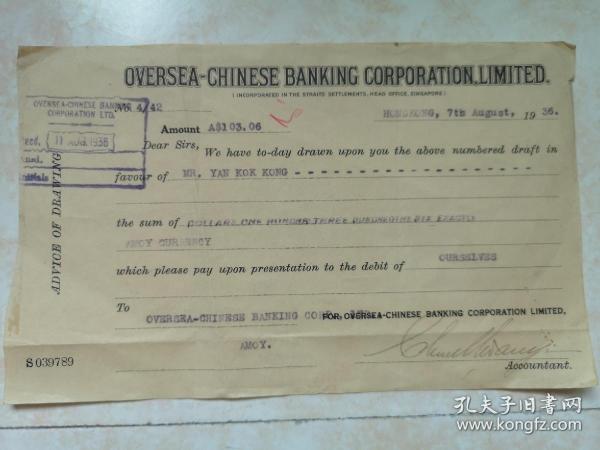 OVERSEA-CHINESE BANKING CORPORATION, LIMITED.
( INCORPORATED IN THE STRAITS SETTLEMENTS, HEAD OFFICE, SINGAPORE )
OVERSEA-CHINESE BANKING
CORPORATION LTD.
11 AUG 1936
4/42
HONGKONG, 7th August, 1936.
Amount A$103.06
Dear Sirs,
We have to-day drawn upon you the above numbered draft in
favour of MR. YAN KOK KONG
the sum of DOLLARS ONE HUNDRED THREE
AMOY CURRENCY
which please pay upon presentation to the debit of OURSELVES
To
OVERSEA-CHINESE BANKING CORP.
AMOY.
FOR OVERSEA-CHINESE BANKING CORPORATION LIMITED,
Accountant.
ADVICE OF DRAWING
S039789
孔夫子旧书网
www.kongfz.com